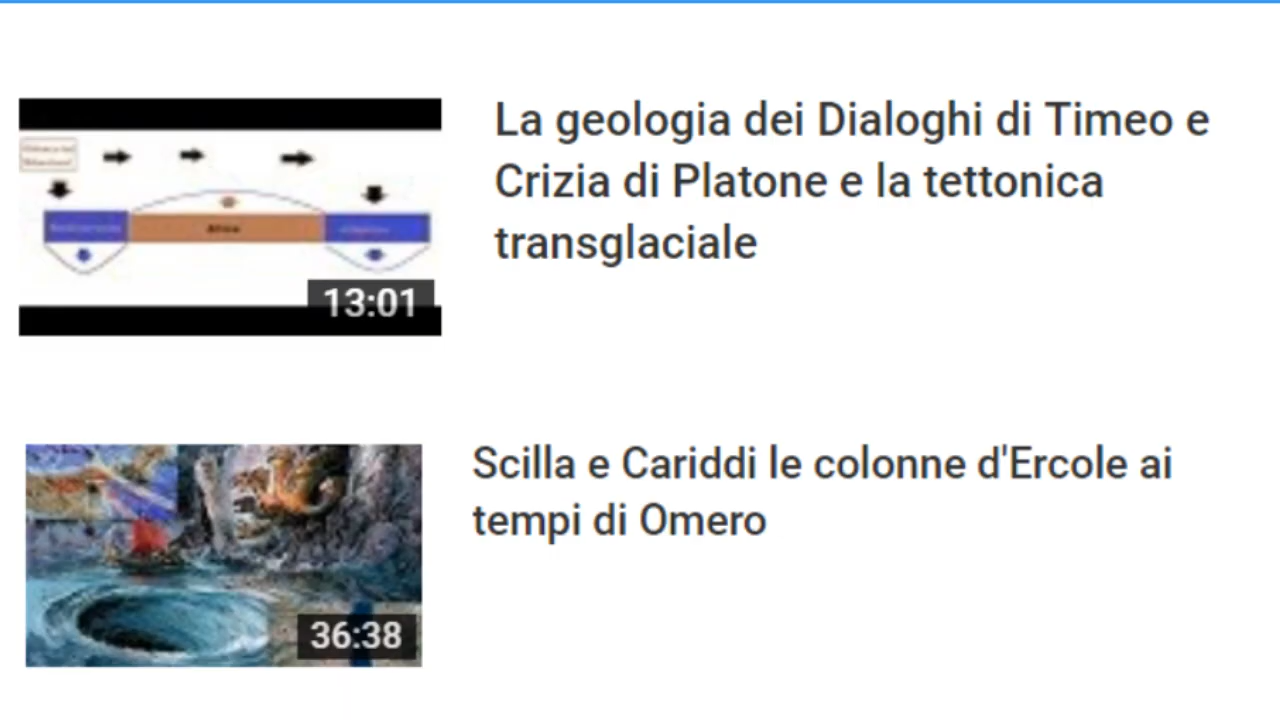 La geologia dei Dialoghi di Timeo e
Crizia di Platone e la tettonica
transglaciale
13:01
Scilla e Cariddi le colonne d'Ercole ai
tempi di Omero
36:38